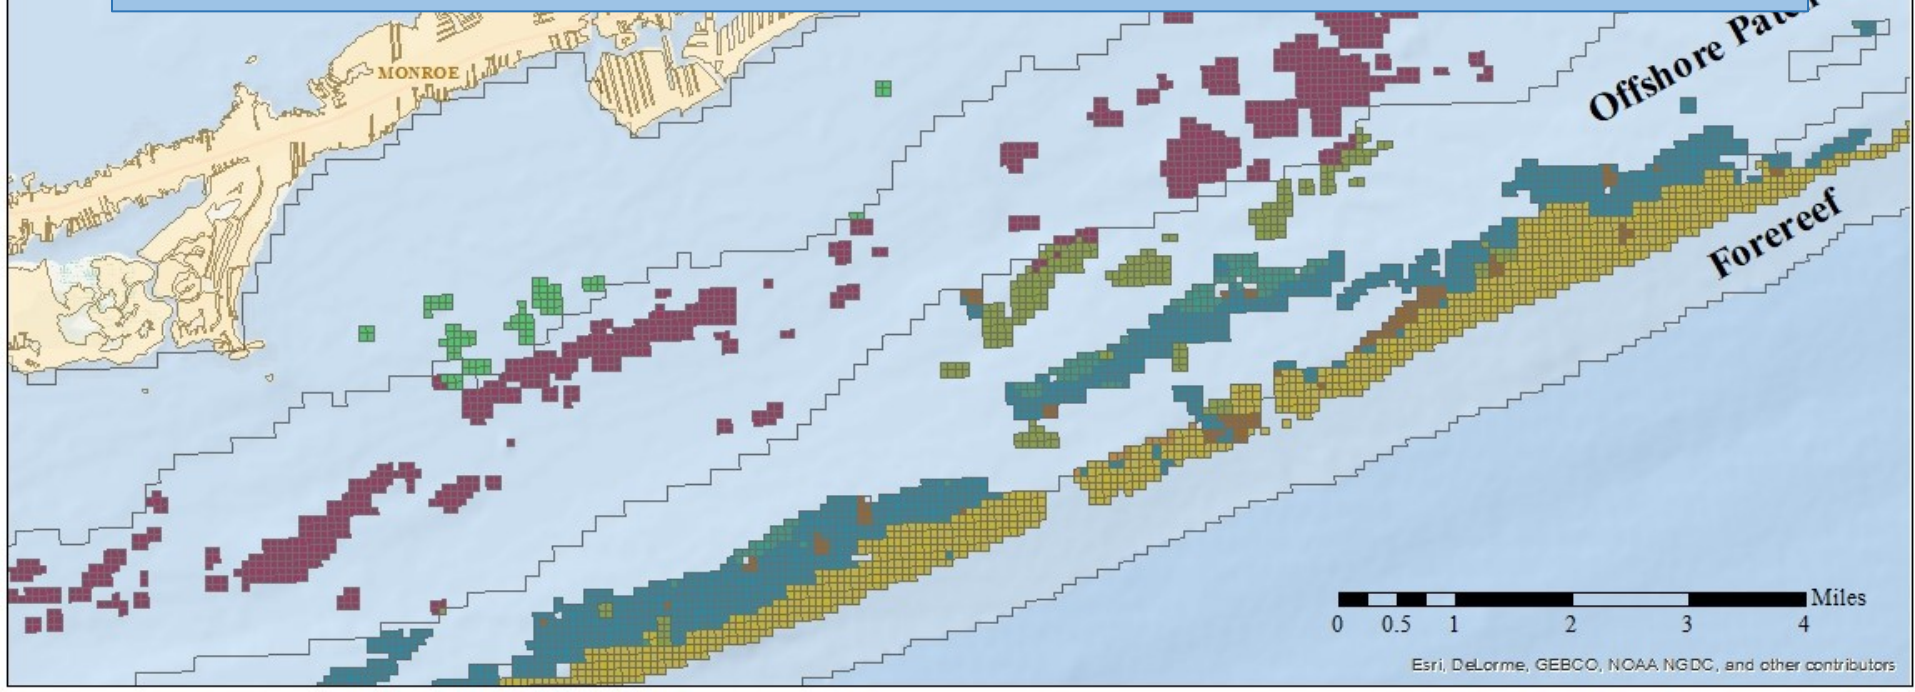 MONROE
Offshore Patch
Forereef
Miles
0 0.5 1 2 3 4
Esri, DeLorme, GEBCO, NOAA NGDC, and other contributors